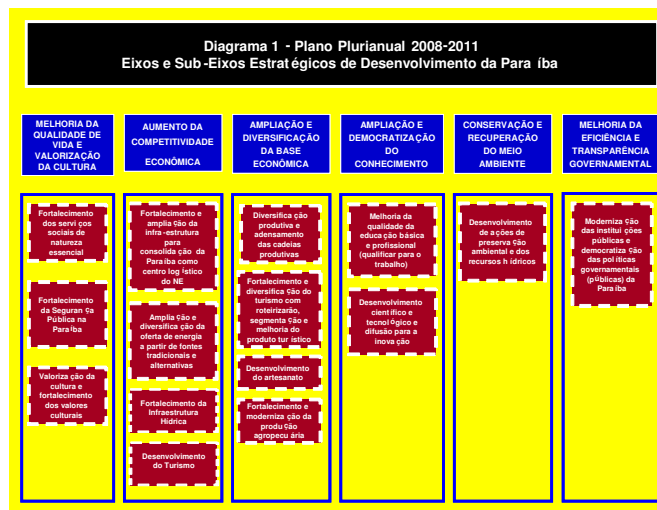 Diagrama 1 - Plano Plurianual 2008-2011
Eixos e Sub-Eixos Estratégicos de Desenvolvimento da Paraíba
MELHORIA DA
QUALIDADE DE
VIDA E
VALORIZAÇÃO
DA CULTURA
AUMENTO DA
COMPETITIVIDADE
ECONÔMICA
AMPLIAÇÃO E
DIVERSIFICAÇÃO
DA BASE
ECONÔMICA
AMPLIAÇÃO E
DEMOCRATIZAÇÃO
DO
CONHECIMENTO
CONSERVAÇÃO E
RECUPERAÇÃO
DO MEIO
AMBIENTE
MELHORIA DA
EFICIÊNCIA E
TRANSPARÊNCIA
GOVERNAMENTAL
Fortalecimento
dos serviços
sociais de
natureza
essencial
Fortalecimento
da Segurança
Pública na
Paraíba
Valorização da
cultura e
fortalecimento
dos valores
culturais
Fortalecimento e
ampliação da
infra-estrutura
para
consolidação da
Paraíba como
centro logístico
do NE
Ampliação e
diversificação da
oferta de energia
a partir de fontes
tradicionais e
alternativas
Fortalecimento da
Infraestrutura
Hídrica
Desenvolvimento
do Turismo
Diversificação
produtiva e
adensamento
das cadeias
produtivas
Fortalecimento e
diversificação do
turismo com
roteirizarão,
segmentação e
melhoria do
produto turístico
Desenvolvimento
do artesanato
Fortalecimento e
modernização da
produção
agropecuária
Melhoria da
qualidade da
educação básica
e profissional
(qualificar para o
trabalho)
Desenvolvimento
científico e
tecnológico e
difusão para a
inovação
Desenvolvimento
de ações de
preservação
ambiental e dos
recursos hídricos
Modernização
das instituições
públicas e
democratização
das políticas
governamentais
(públicas) da
Paraíba